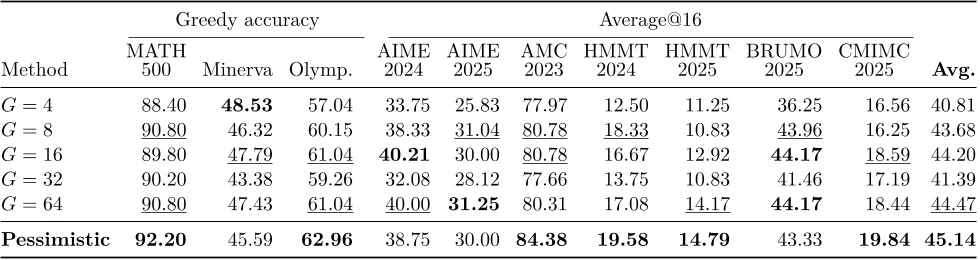 Greedy accuracy Average@16
MATH AIME AIME AMC HMMT HMMT BRUMO CMIMC
Method 500 Minerva Olymp. 2024 2025 2023 2024 2025 2025 2025 Avg.
G = 4 88.40 48.53 57.04 33.75 25.83 77.97 12.50 11.25 36.25 16.56 40.81
G = 8 90.80 46.32 60.15 38.33 31.04 80.78 18.33 10.83 43.96 16.25 43.68
G = 16 89.80 47.79 61.04 40.21 30.00 80.78 16.67 12.92 44.17 18.59 44.20
G = 32 90.20 43.38 59.26 32.08 28.12 77.66 13.75 10.83 41.46 17.19 41.39
G = 64 90.80 47.43 61.04 40.00 31.25 80.31 17.08 14.17 44.17 18.44 44.47
Pessimistic 92.20 45.59 62.96 38.75 30.00 84.38 19.58 14.79 43.33 19.84 45.14